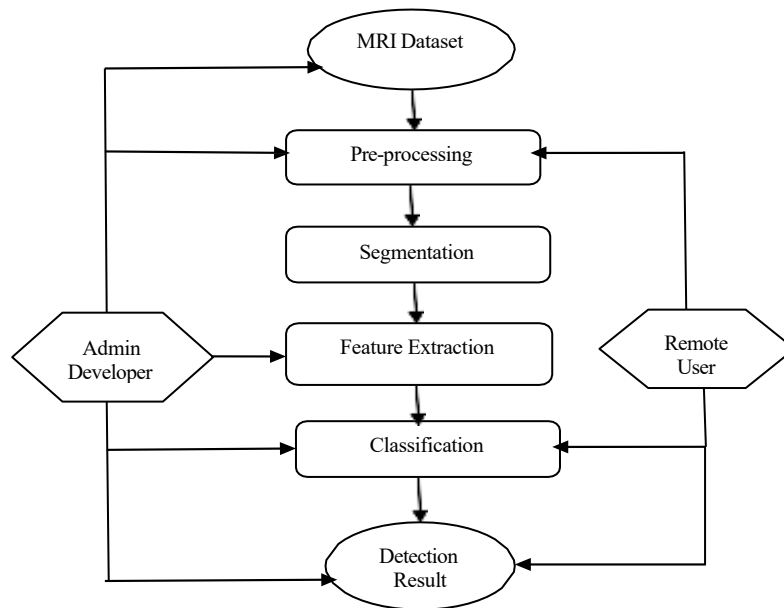 MRI Dataset
Pre-processing
Segmentation
Feature Extraction
Admin
Developer
Remote
User
Classification
Detection
Result